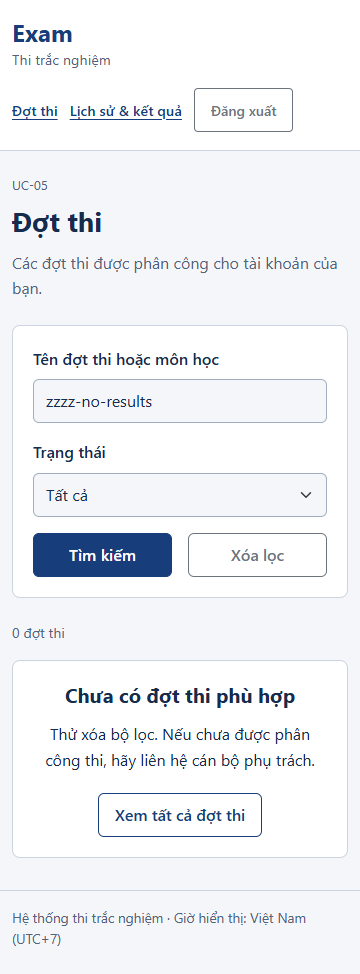 Exam
Thi trắc nghiệm
Đợt thi Lịch sử & kết quả Đăng xuất
UC-05
Đợt thi
Các đợt thi được phân công cho tài khoản của
bạn.
Tên đợt thi hoặc môn học
zzzz-no-results
Trạng thái
Tất cả
Tìm kiếm Xóa lọc
0 đợt thi
Chưa có đợt thi phù hợp
Thử xóa bộ lọc. Nếu chưa được phân
công thi, hãy liên hệ cán bộ phụ trách.
Xem tất cả đợt thi
Hệ thống thi trắc nghiệm · Giờ hiển thị: Việt Nam
(UTC+7)